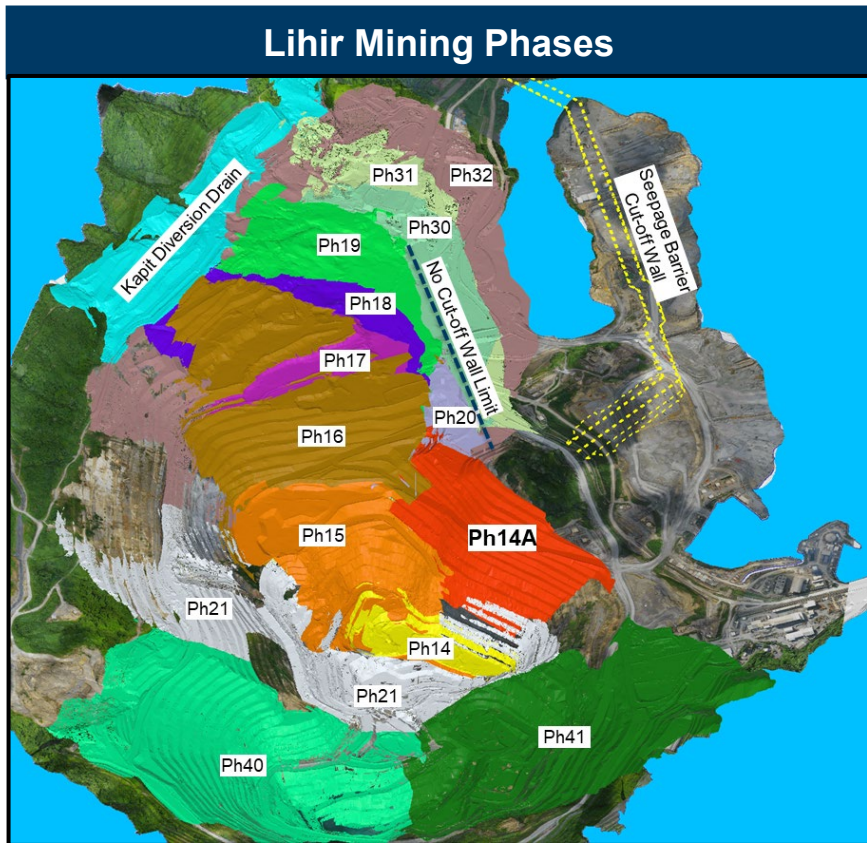 Lihir Mining Phases
Kapit Diversion Drain
Seepage Barrier
Cut-off Wall
Ph31
Ph32
Ph30
Ph19
No Cut-off Wall Limit
Ph18
Ph17
Ph20
Ph16
Ph15
Ph14A
Ph21
Ph14
Ph21
Ph41
Ph40